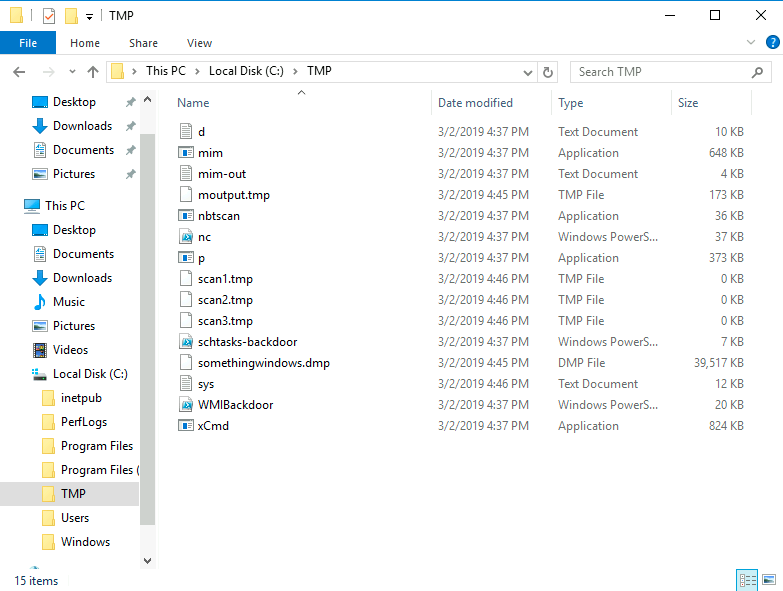 TMP
File Home Share View
This PC Local Disk (C:) TMP Search TMP
Desktop
Downloads
Documents
Pictures
This PC
Desktop
Documents
Downloads
Music
Pictures
Videos
Local Disk (C:)
inetpub
PerfLogs
Program Files
Program Files (
TMP
Users
Windows
Name Date modified Type Size
d 3/2/2019 4:37 PM Text Document 10 KB
mim 3/2/2019 4:37 PM Application 648 KB
mim-out 3/2/2019 4:37 PM Text Document 4 KB
moutput.tmp 3/2/2019 4:45 PM TMP File 173 KB
nbtscan 3/2/2019 4:37 PM Application 36 KB
nc 3/2/2019 4:37 PM Windows PowerS... 37 KB
p 3/2/2019 4:37 PM Application 373 KB
scan1.tmp 3/2/2019 4:46 PM TMP File 0 KB
scan2.tmp 3/2/2019 4:46 PM TMP File 0 KB
scan3.tmp 3/2/2019 4:46 PM TMP File 0 KB
schtasks-backdoor 3/2/2019 4:37 PM Windows PowerS... 7 KB
somethingwindows.dmp 3/2/2019 4:45 PM DMP File 39,517 KB
sys 3/2/2019 4:46 PM Text Document 12 KB
WMIBackdoor 3/2/2019 4:37 PM Windows PowerS... 20 KB
xCmd 3/2/2019 4:37 PM Application 824 KB
15 items